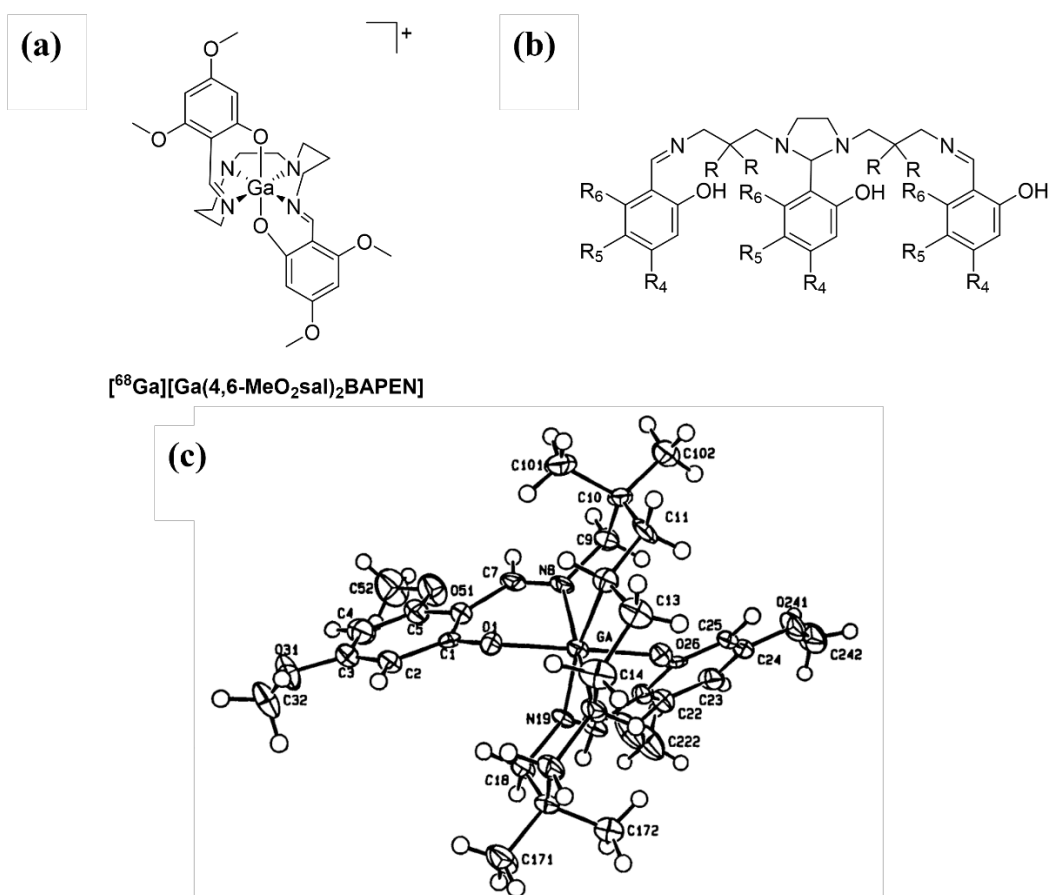 (a)
+
O
O
O
N
N
Ga
N
N
O
O
O
[⁶⁸Ga][Ga(4,6-MeO₂sal)₂BAPEN]
(b)
N
N
N
N
R
R
R
R
R₆
OH
R₆
OH
R₆
OH
R₅
R₅
R₅
R₄
R₄
R₄
(c)
C102
C101
C10
C11
C9
C7
N8
C52
O51
C4
C5
C13
O241
O1
GA
C25
O31
C1
O26
C24
C242
C3
C2
C14
C23
C32
N19
C22
C222
C18
C172
C171